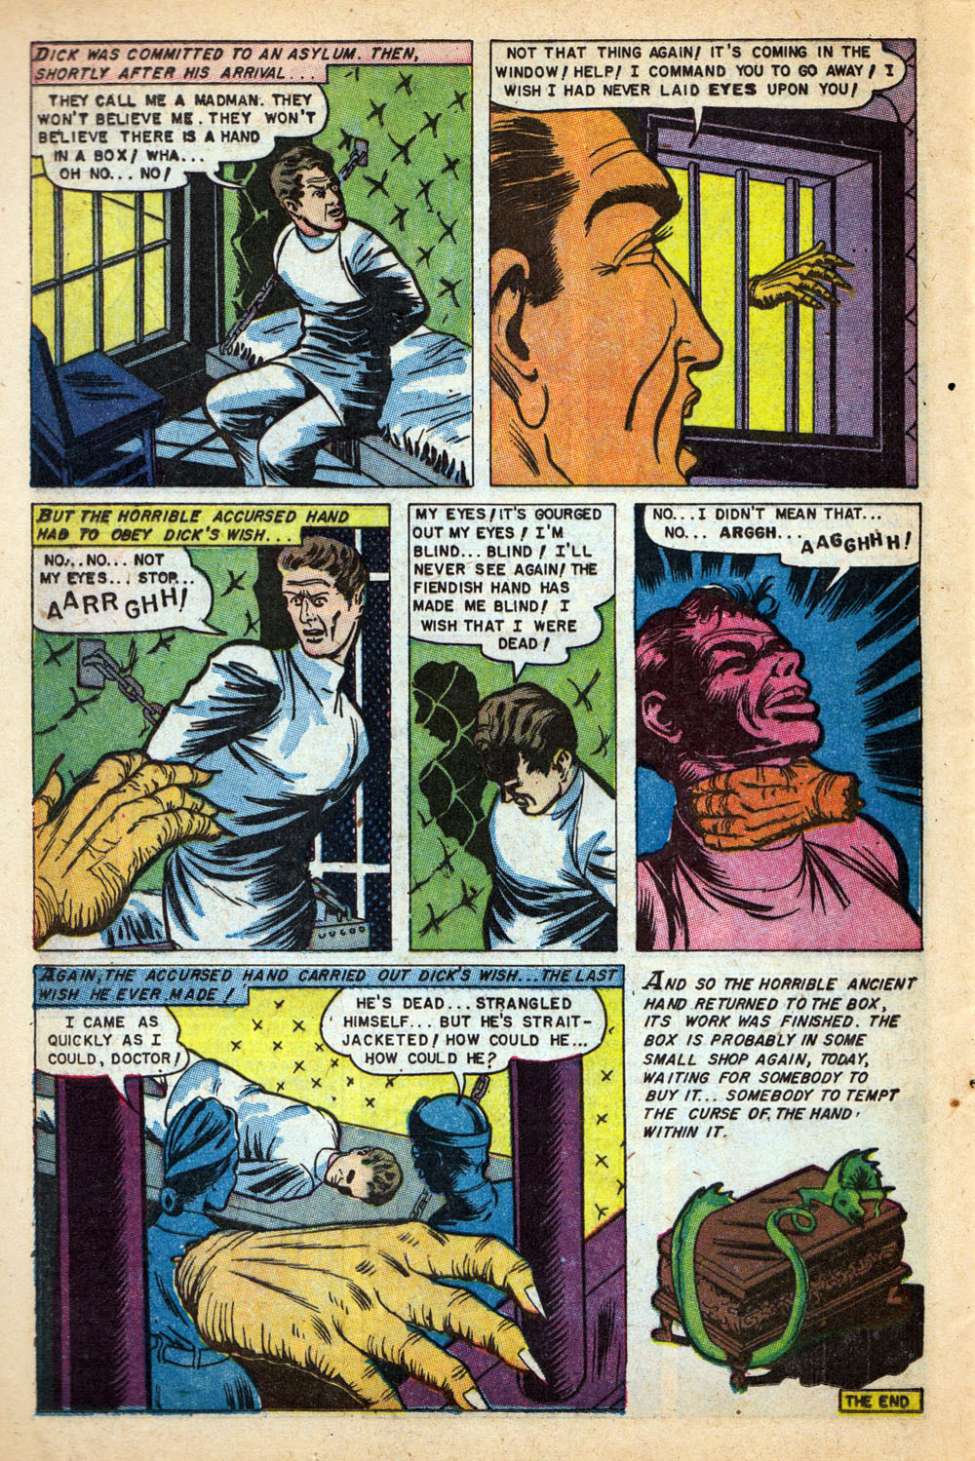 DICK WAS COMMITTED TO AN ASYLUM. THEN,
SHORTLY AFTER HIS ARRIVAL...
THEY CALL ME A MADMAN. THEY
WON'T BELIEVE ME. THEY WON'T
BELIEVE THERE IS A HAND
IN A BOX! WHA...
OH NO... NO!
NOT THAT THING AGAIN! IT'S COMING IN THE
WINDOW! HELP! I COMMAND YOU TO GO AWAY! I
WISH I HAD NEVER LAID EYES UPON YOU!
BUT THE HORRIBLE ACCURSED HAND
HAD TO OBEY DICK'S WISH...
NO... NO... NOT
MY EYES... STOP...
AARRGHH!
MY EYES! IT'S GOURGED
OUT MY EYES! I'M
BLIND... BLIND! I'LL
NEVER SEE AGAIN! THE
FIENDISH HAND HAS
MADE ME BLIND! I
WISH THAT I WERE
DEAD!
NO... I DIDN'T MEAN THAT...
NO... ARGGH...
AAGGHHH!
AGAIN, THE ACCURSED HAND CARRIED OUT DICK'S WISH... THE LAST
WISH HE EVER MADE!
I CAME AS
QUICKLY AS I
COULD, DOCTOR!
HE'S DEAD... STRANGLED
HIMSELF... BUT HE'S STRAIT-
JACKETED! HOW COULD HE...
HOW COULD HE?
AND SO THE HORRIBLE ANCIENT
HAND RETURNED TO THE BOX,
ITS WORK WAS FINISHED. THE
BOX IS PROBABLY IN SOME
SMALL SHOP AGAIN, TODAY,
WAITING FOR SOMEBODY TO
BUY IT... SOMEBODY TO TEMPT
THE CURSE OF THE HAND
WITHIN IT.
THE END